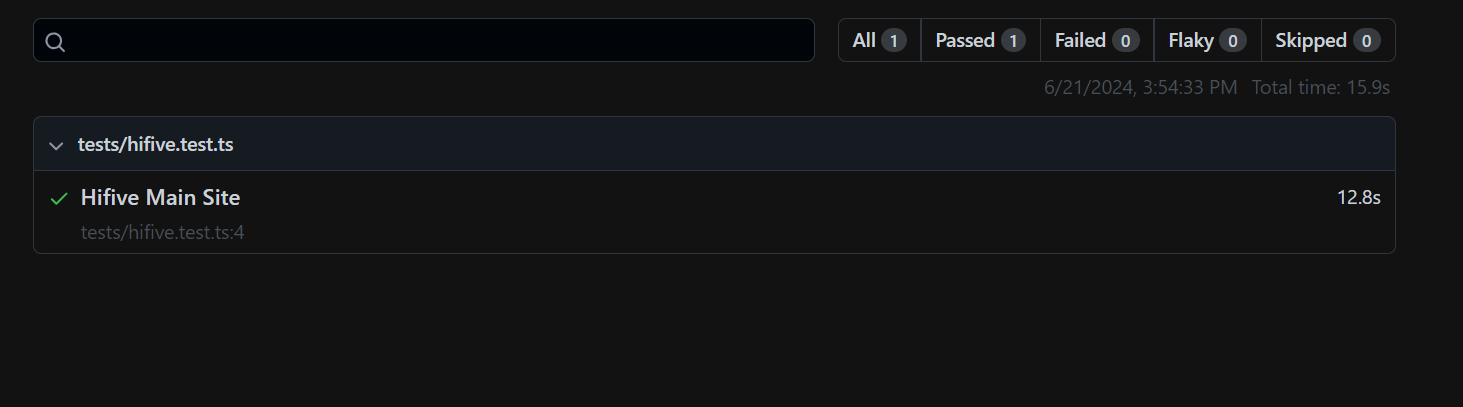 All 1 Passed 1 Failed 0 Flaky 0 Skipped 0
6/21/2024, 3:54:33 PM Total time: 15.9s
tests/hifive.test.ts
Hifive Main Site 12.8s
tests/hifive.test.ts:4